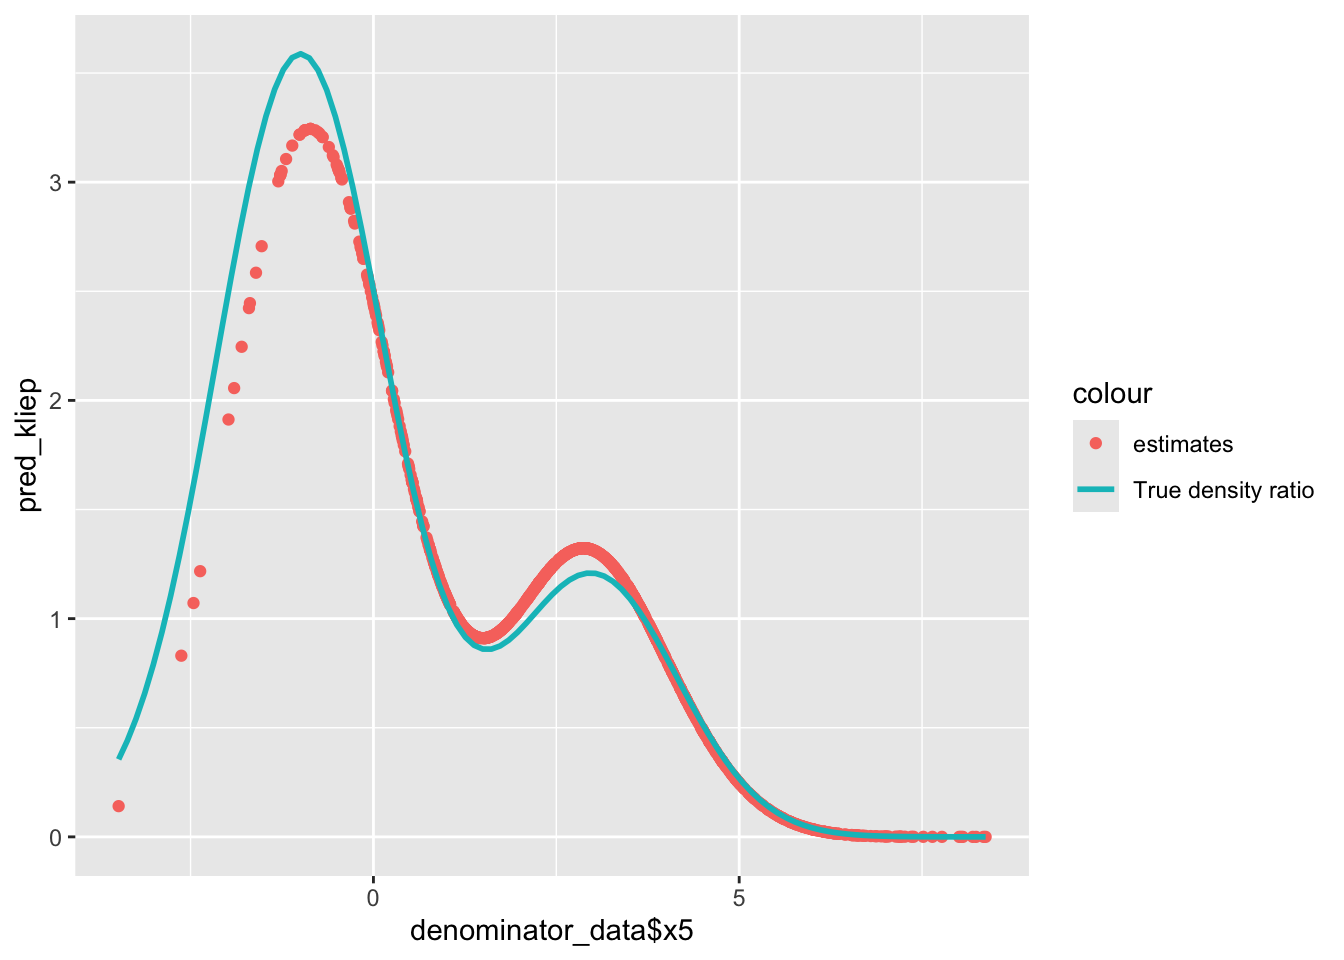 3
2
1
0
pred_kliep
0
5
denominator_data$x5
colour
estimates
True density ratio